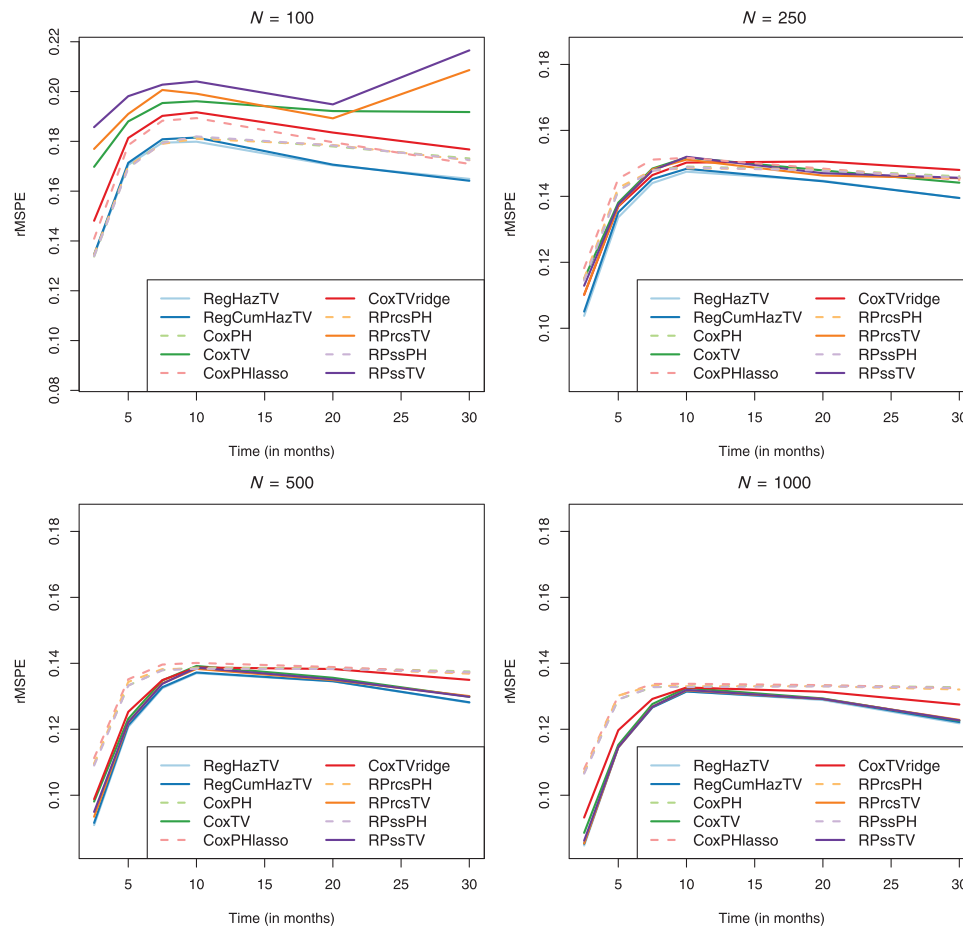 N = 100
0.22
0.20
0.18
0.16
0.14
0.12
0.10
0.08
rMSPE
5 10 15 20 25 30
Time (in months)
RegHazTV CoxTVridge
RegCumHazTV RPrcsPH
CoxPH RPrcsTV
CoxTV RPssPH
CoxPHlasso RPssTV
N = 250
0.18
0.16
0.14
0.12
0.10
rMSPE
5 10 15 20 25 30
Time (in months)
RegHazTV CoxTVridge
RegCumHazTV RPrcsPH
CoxPH RPrcsTV
CoxTV RPssPH
CoxPHlasso RPssTV
N = 500
0.18
0.16
0.14
0.12
0.10
rMSPE
5 10 15 20 25 30
Time (in months)
RegHazTV CoxTVridge
RegCumHazTV RPrcsPH
CoxPH RPrcsTV
CoxTV RPssPH
CoxPHlasso RPssTV
N = 1000
0.18
0.16
0.14
0.12
0.10
rMSPE
5 10 15 20 25 30
Time (in months)
RegHazTV CoxTVridge
RegCumHazTV RPrcsPH
CoxPH RPrcsTV
CoxTV RPssPH
CoxPHlasso RPssTV